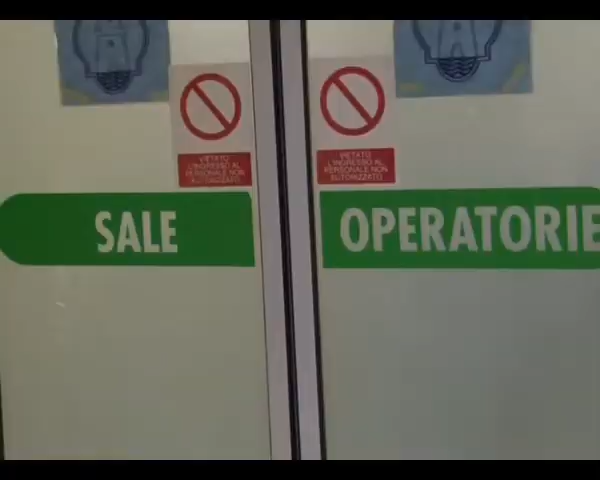 VIETATO
L'INGRESSO AL
PERSONALE NON
AUTORIZZATO
VIETATO
L'INGRESSO AL
PERSONALE NON
AUTORIZZATO
SALE OPERATORIE